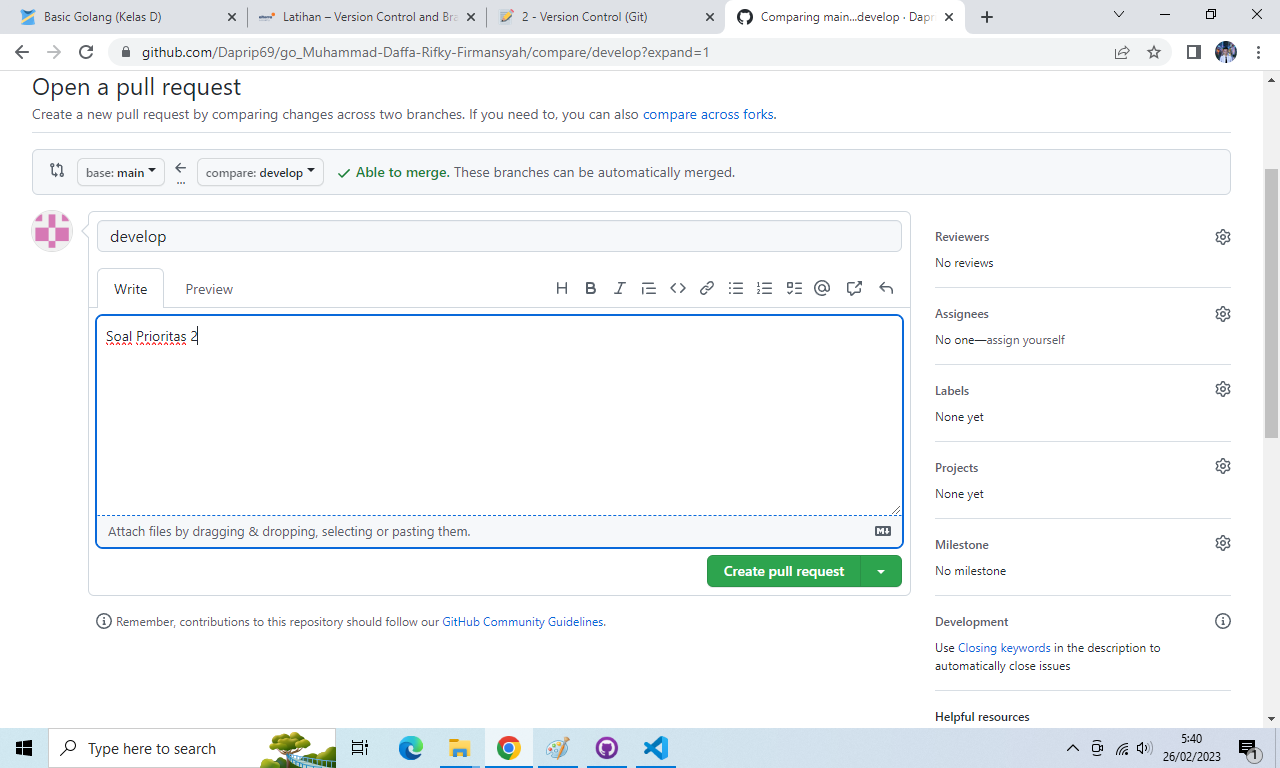 Basic Golang (Kelas D)
Latihan – Version Control and Bra
2 - Version Control (Git)
Comparing main...develop · Dapr
github.com/Daprip69/go_Muhammad-Daffa-Rifky-Firmansyah/compare/develop?expand=1
Open a pull request
Create a new pull request by comparing changes across two branches. If you need to, you can also compare across forks.
base: main
...
compare: develop
Able to merge. These branches can be automatically merged.
develop
Write
Preview
Soal Prioritas 2
Attach files by dragging & dropping, selecting or pasting them.
Create pull request
Remember, contributions to this repository should follow our GitHub Community Guidelines.
Reviewers
No reviews
Assignees
No one—assign yourself
Labels
None yet
Projects
None yet
Milestone
No milestone
Development
Use Closing keywords in the description to
automatically close issues
Helpful resources
Type here to search
5:40
26/02/2023
1